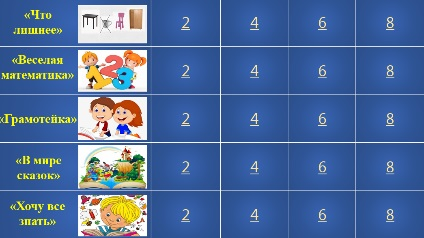 «Что
лишнее»
2 4 6 8
«Веселая
математика»
2 4 6 8
«Грамотейка»
2 4 6 8
«В мире
сказок»
2 4 6 8
«Хочу все
знать»
2 4 6 8